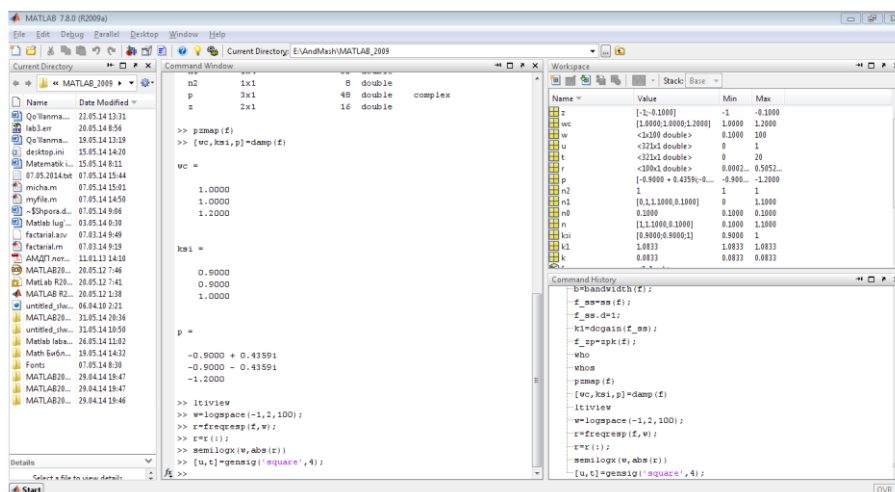 MATLAB 7.8.0 (R2009a)
File Edit Debug Parallel Desktop Window Help
Current Directory: E:\AndMash\MATLAB_2009
Current Directory
« MATLAB_2009
Name Date Modified
Qo'llanma... 22.05.14 13:31
lab3.err 20.05.14 8:56
Qo'llanma... 19.05.14 13:19
desktop.ini 15.05.14 14:20
Matematik i... 15.05.14 8:11
07.05.2014.txt 07.05.14 15:44
micha.m 07.05.14 15:01
myfile.m 07.05.14 14:50
~$Shpora.d... 07.05.14 9:06
Matlab lug'... 03.05.14 0:30
factarial.asv 07.03.14 9:49
factarial.m 07.03.14 9:19
АМДП лот... 11.01.13 14:10
MATLAB20... 20.05.12 7:46
MatLab R20... 20.05.12 7:41
MATLAB R2... 20.05.12 1:38
untitled_slw... 06.04.10 2:21
MATLAB20... 31.05.14 20:36
untitled_slw... 31.05.14 10:50
Matlab laba... 26.05.14 11:02
Math Библ... 19.05.14 14:32
Fonts 07.05.14 8:30
MATLAB20... 29.04.14 19:47
MATLAB20... 29.04.14 19:47
MATLAB20... 29.04.14 19:46
Details
Select a file to view details
Start
Command Window
n2 1x1 8 double
p 3x1 48 double complex
z 2x1 16 double
>> pzmap(f)
>> [wc,ksi,p]=damp(f)
wc =
1.0000
1.0000
1.2000
ksi =
0.9000
0.9000
1.0000
p =
-0.9000 + 0.4359i
-0.9000 - 0.4359i
-1.2000
>> ltiview
>> w=logspace(-1,2,100);
>> r=freqresp(f,w);
>> r=r(:);
>> semilogx(w,abs(r))
>> [u,t]=gensig('square',4);
fx >>
Workspace
Stack: Base
Name Value Min Max
z [-1;-0.1000] -1 -0.1000
wc [1.0000;1.0000;1.2000] 1.0000 1.2000
w <1x100 double> 0.1000 100
u <321x1 double> 0 1
t <321x1 double> 0 20
r <100x1 double> 0.0002... 0.5052...
p [-0.9000 + 0.4359i;-0.... -0.900... -1.2000
n2 1 1 1
n1 [0,1,1.1000,0.1000] 0 1.1000
n0 0.1000 0.1000 0.1000
n [1,1.1000,0.1000] 0.1000 1.1000
ksi [0.9000;0.9000;1] 0.9000 1
k1 1.0833 1.0833 1.0833
k 0.0833 0.0833 0.0833
Command History
b=bandwidth(f);
f_ss=ss(f);
f_ss.d=1;
k1=dcgain(f_ss);
f_zp=zpk(f);
who
whos
pzmap(f)
[wc,ksi,p]=damp(f)
ltiview
w=logspace(-1,2,100);
r=freqresp(f,w);
r=r(:);
semilogx(w,abs(r))
[u,t]=gensig('square',4);
OVR